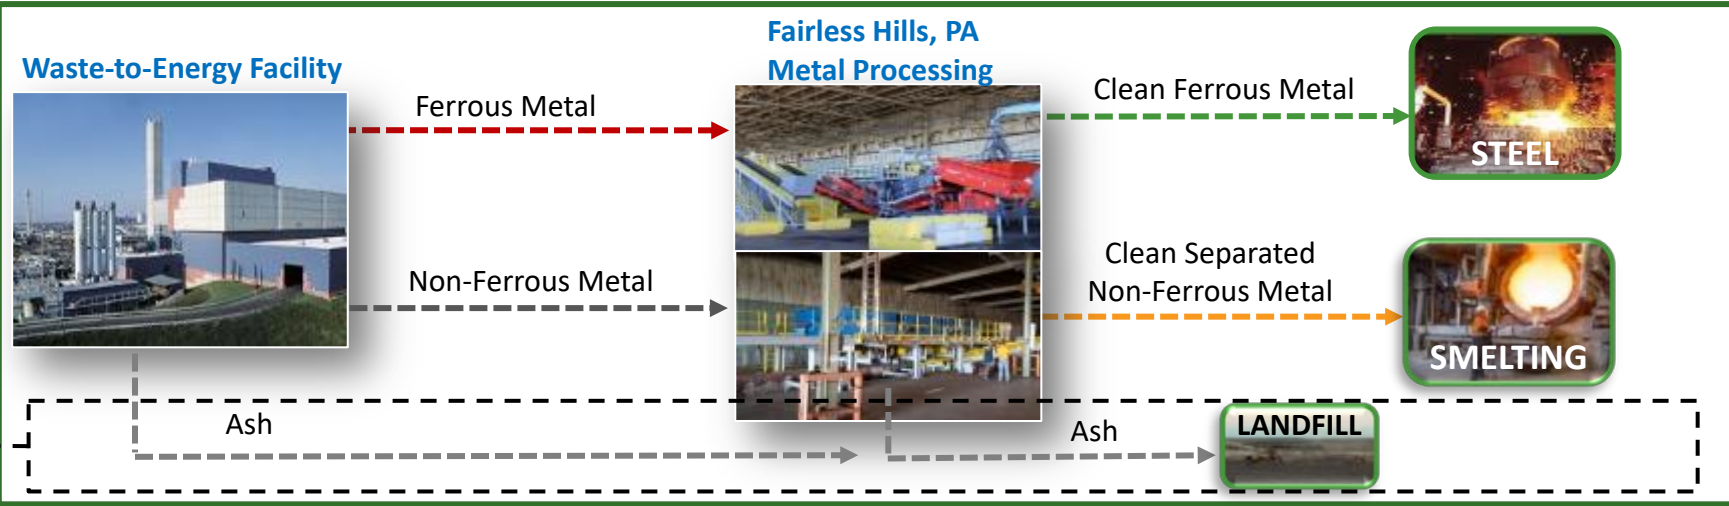 Waste-to-Energy Facility
Ferrous Metal
Non-Ferrous Metal
Fairless Hills, PA
Metal Processing
Clean Ferrous Metal
STEEL
Clean Separated
Non-Ferrous Metal
SMELTING
Ash
Ash
LANDFILL